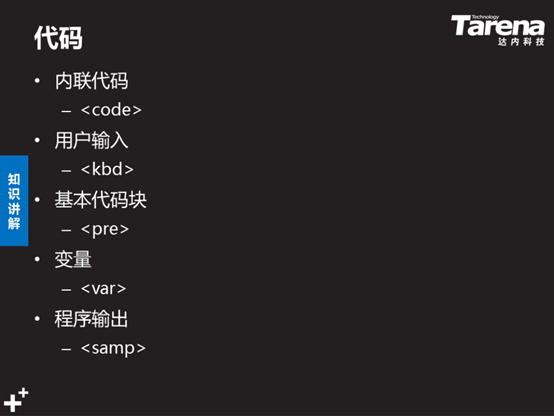 代码
Technology
Tarena
达内科技
• 内联代码
– <code>
• 用户输入
– <kbd>
• 基本代码块
– <pre>
• 变量
– <var>
• 程序输出
– <samp>
知识讲解